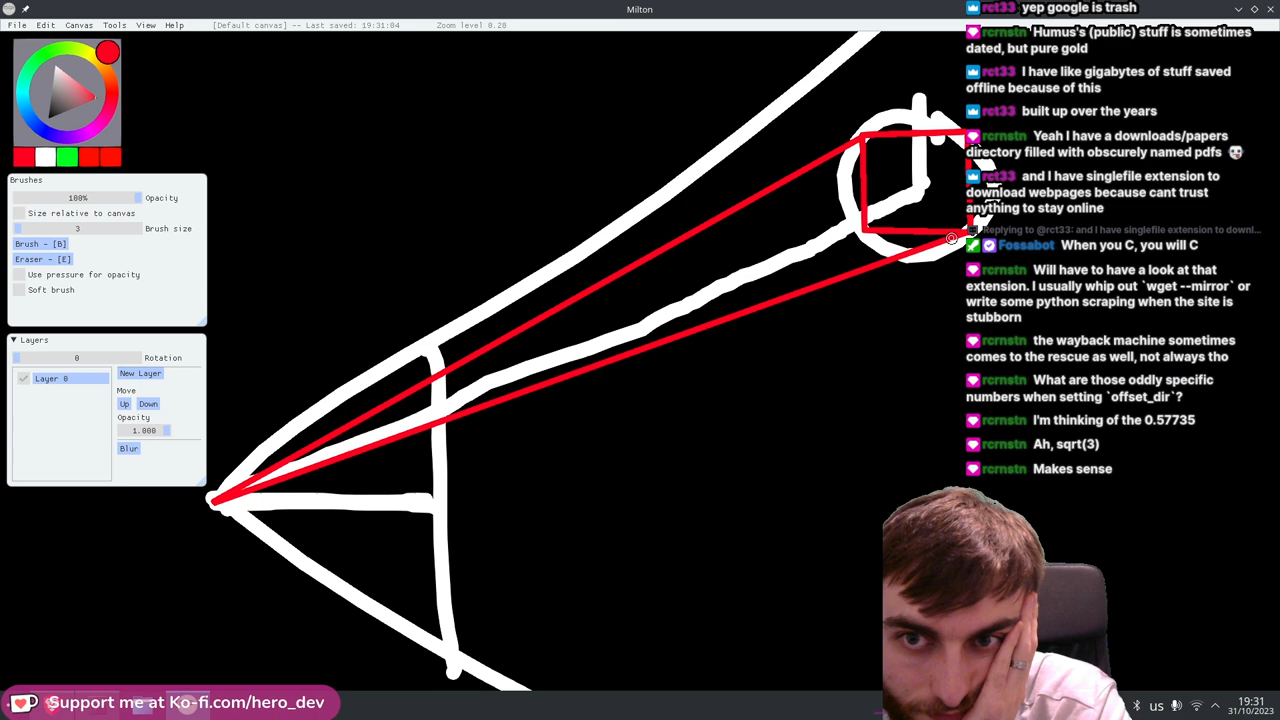 Milton
File Edit Canvas Tools View Help [Default canvas] -- Last saved: 19:31:04 Zoom level 0.28
Brushes
100% Opacity
Size relative to canvas
3 Brush size
Brush - [B]
Eraser - [E]
Use pressure for opacity
Soft brush
Layers
0 Rotation
Layer 0
New Layer
Move
Up Down
Opacity
1.000
Blur
rct33 yep google is trash
rcrnstn Humus's (public) stuff is sometimes
dated, but pure gold
rct33 I have like gigabytes of stuff saved
offline because of this
rct33 built up over the years
rcrnstn Yeah I have a downloads/papers
directory filled with obscurely named pdfs
rct33 and I have singlefile extension to
download webpages because cant trust
anything to stay online
Replying to @rct33: and I have singlefile extension to downl...
Fossabot When you C, you will C
rcrnstn Will have to have a look at that
extension. I usually whip out `wget --mirror` or
write some python scraping when the site is
stubborn
rcrnstn the wayback machine sometimes
comes to the rescue as well, not always tho
rcrnstn What are those oddly specific
numbers when setting `offset_dir`?
rcrnstn I'm thinking of the 0.57735
rcrnstn Ah, sqrt(3)
rcrnstn Makes sense
Support me at Ko-fi.com/hero_dev
US
19:31
31/10/2023